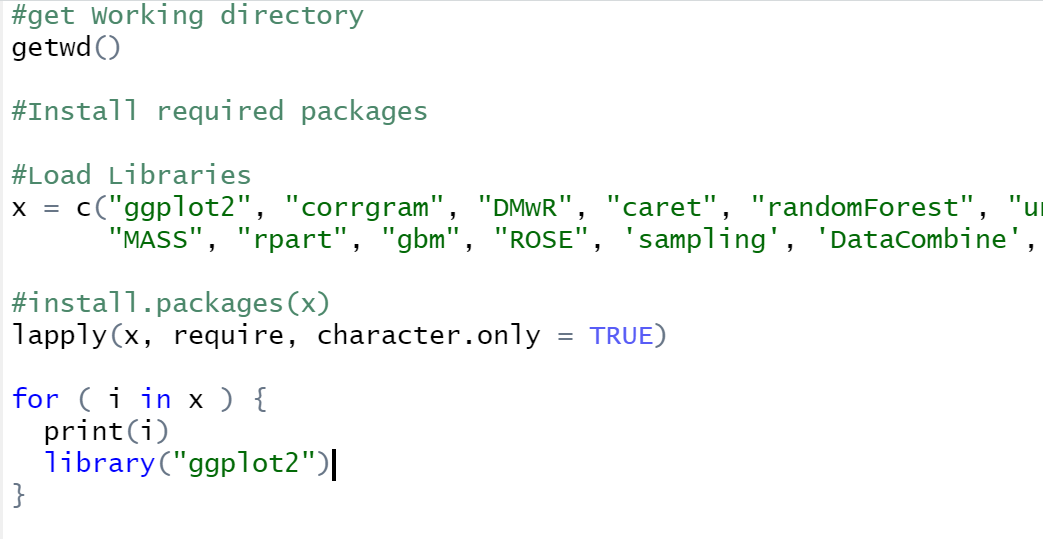 #get Working directory
getwd()
#Install required packages
#Load Libraries
x = c("ggplot2", "corrgram", "DMwR", "caret", "randomForest",
"MASS", "rpart", "gbm", "ROSE", 'sampling', 'DataCombine',
#install.packages(x)
lapply(x, require, character.only = TRUE)
for ( i in x ) {
print(i)
library("ggplot2")
}